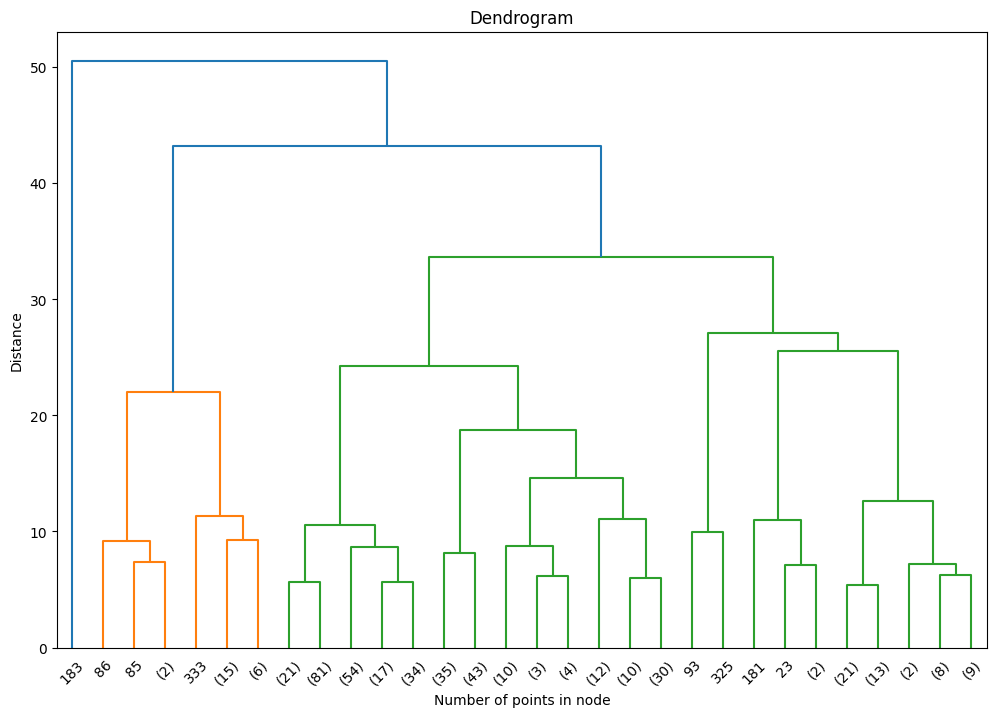 Dendrogram
50
40
30
20
10
0
Distance
183 86 85 (2) 333 (15) (6) (21) (81) (54) (17) (34) (35) (43) (10) (3) (4) (12) (10) (30) 93 325 181 23 (2) (21) (13) (2) (8) (9)
Number of points in node